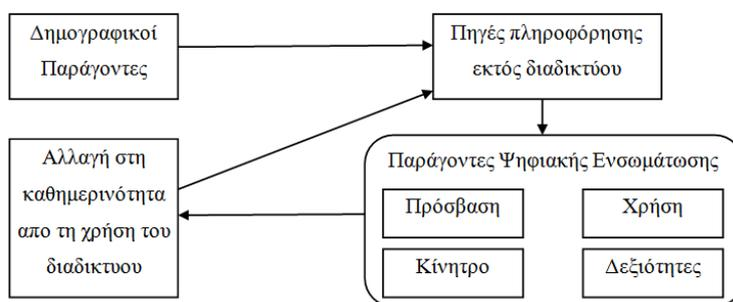 Δημογραφικοί
Παράγοντες
Πηγές πληροφόρησης
εκτός διαδικτύου
Αλλαγή στη
καθημερινότητα
απο τη χρήση του
διαδικτυου
Παράγοντες Ψηφιακής Ενσωμάτωσης
Πρόσβαση
Χρήση
Κίνητρο
Δεξιότητες